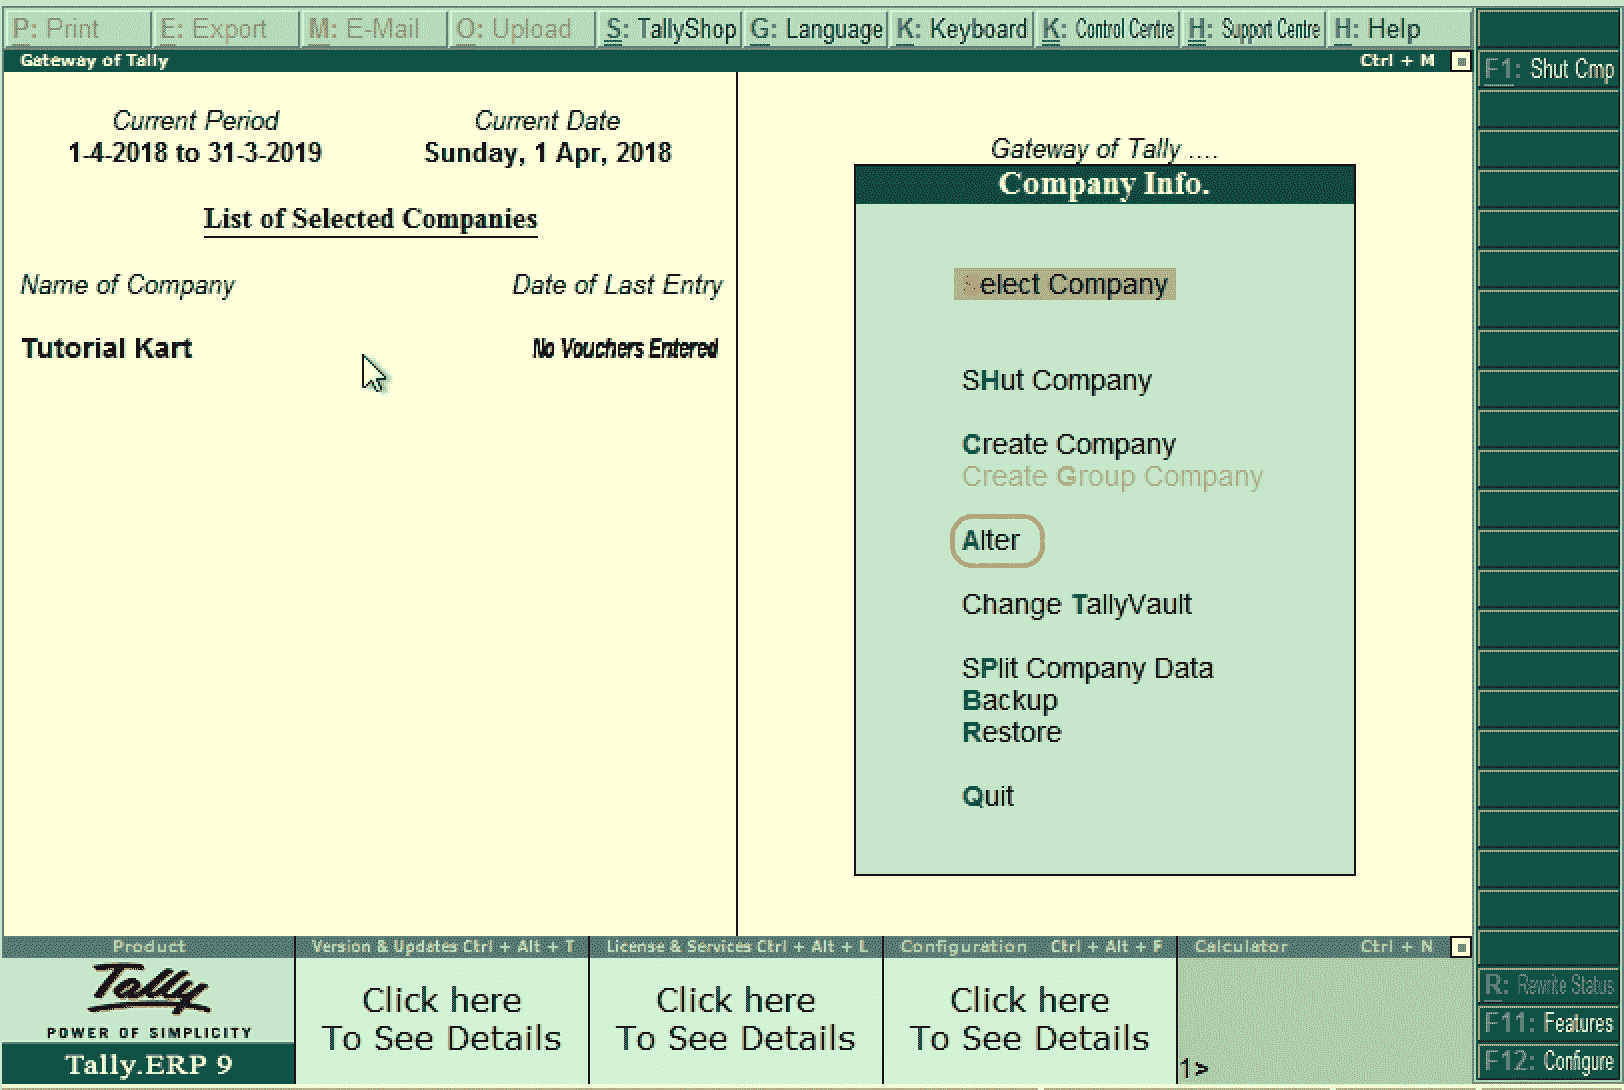 P: Print E: Export M: E-Mail O: Upload S: TallyShop G: Language K: Keyboard K: Control Centre H: Support Centre H: Help
Gateway of Tally Ctrl + M
F1: Shut Cmp
Current Period Current Date
1-4-2018 to 31-3-2019 Sunday, 1 Apr, 2018
List of Selected Companies
Name of Company Date of Last Entry
Tutorial Kart No Vouchers Entered
Gateway of Tally ....
Company Info.
Select Company
SHut Company
Create Company
Create Group Company
Alter
Change TallyVault
SPlit Company Data
Backup
Restore
Quit
Product Version & Updates Ctrl + Alt + T License & Services Ctrl + Alt + L Configuration Ctrl + Alt + F Calculator Ctrl + N
Tally
POWER OF SIMPLICITY
Tally.ERP 9
Click here
To See Details
Click here
To See Details
Click here
To See Details
1>
R: Rewrite Status
F11: Features
F12: Configure